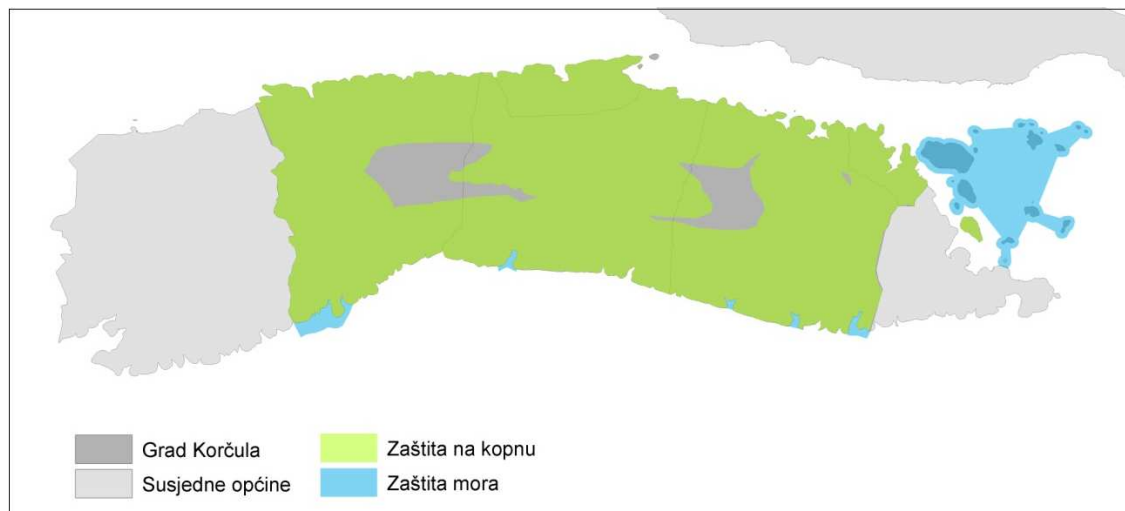 Grad Korčula
Susjedne općine
Zaštita na kopnu
Zaštita mora